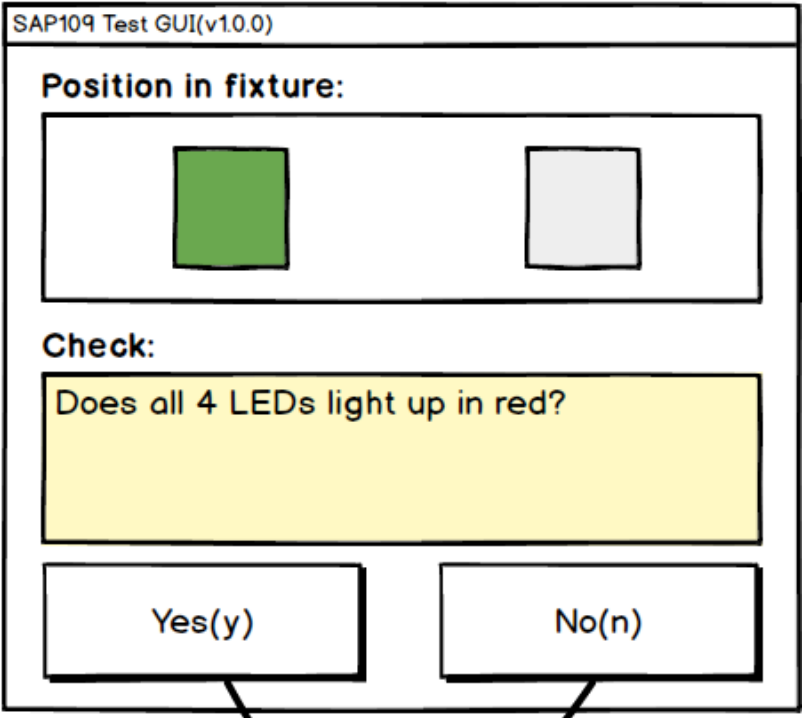 SAP109 Test GUI(v1.0.0)
Position in fixture:
Check:
Does all 4 LEDs light up in red?
Yes(y)
No(n)